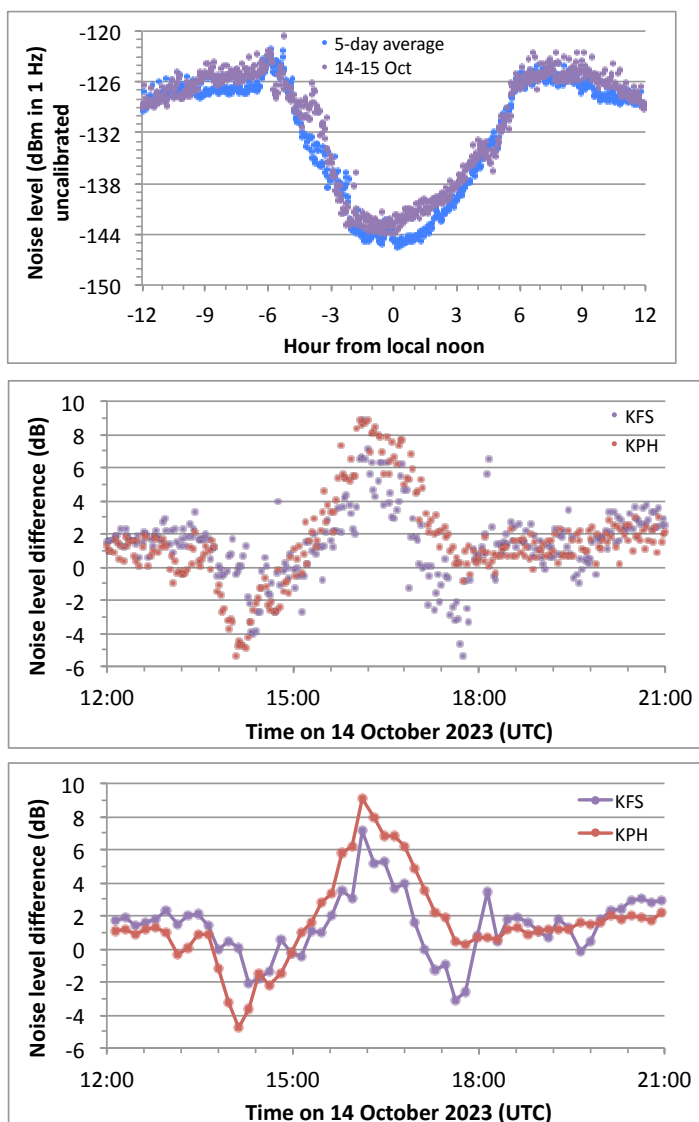 -120
-126
-132
-138
-144
-150
Noise level (dBm in 1 Hz)
uncalibrated
5-day average
14-15 Oct
-12 -9 -6 -3 0 3 6 9 12
Hour from local noon
10
8
6
4
2
0
-2
-4
-6
Noise level difference (dB)
KFS
KPH
12:00 15:00 18:00 21:00
Time on 14 October 2023 (UTC)
10
8
6
4
2
0
-2
-4
-6
Noise level difference (dB)
KFS
KPH
12:00 15:00 18:00 21:00
Time on 14 October 2023 (UTC)